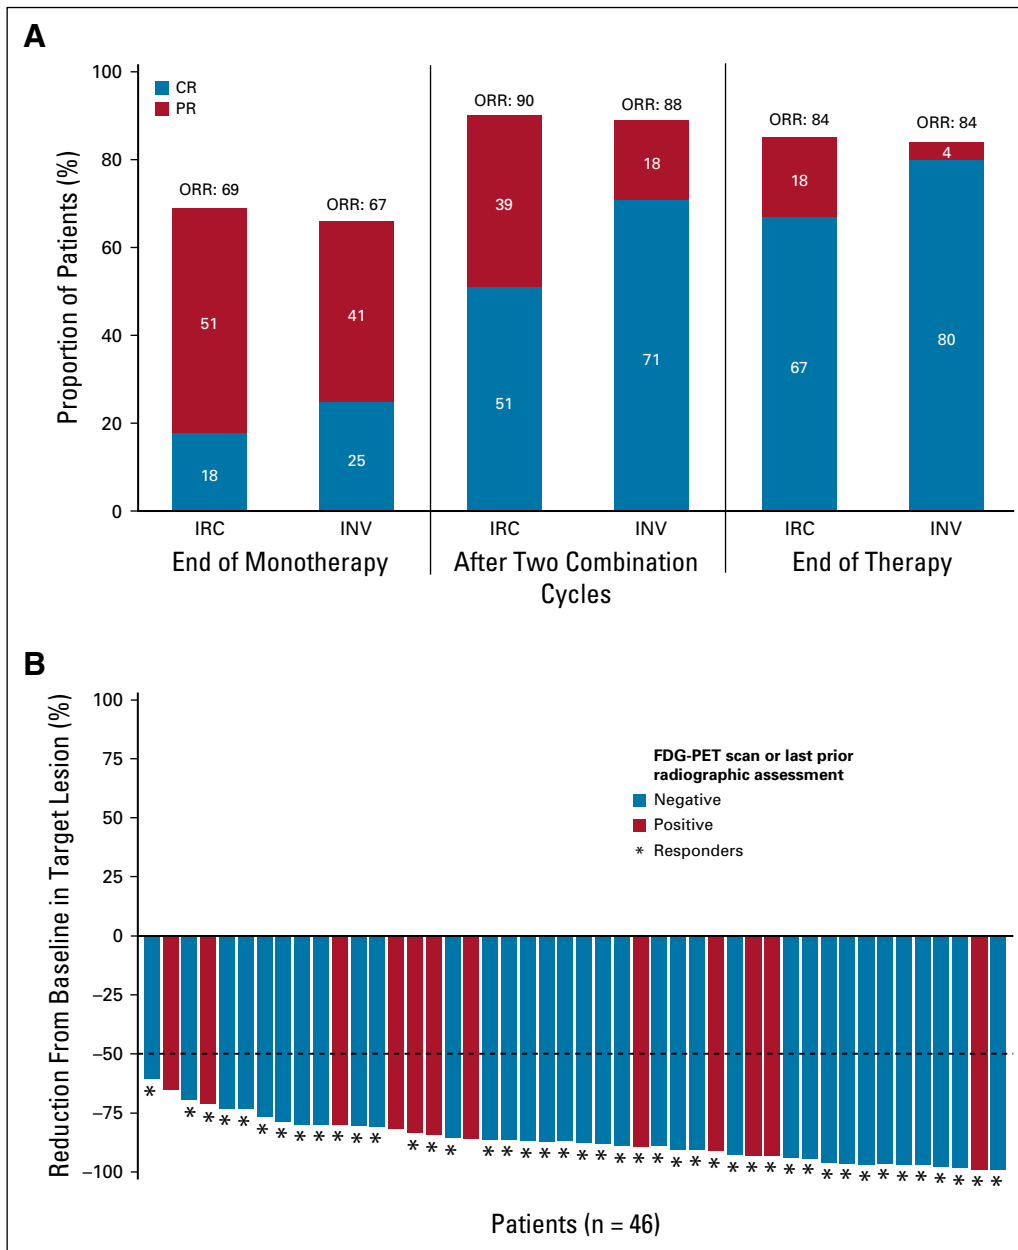 A
100
80
60
40
20
0
Proportion of Patients (%)
CR
PR
ORR: 69
51
18
ORR: 67
41
25
ORR: 90
39
51
ORR: 88
18
71
ORR: 84
18
67
ORR: 84
4
80
IRC
INV
IRC
INV
IRC
INV
End of Monotherapy
After Two Combination
Cycles
End of Therapy
B
100
75
50
25
0
−25
−50
−75
−100
Reduction From Baseline in Target Lesion (%)
FDG-PET scan or last prior
radiographic assessment
Negative
Positive
* Responders
* * * * * * * * * * * * * * * * * * * * * * * * * * * * * * * * * * * * * * * * * * *
Patients (n = 46)